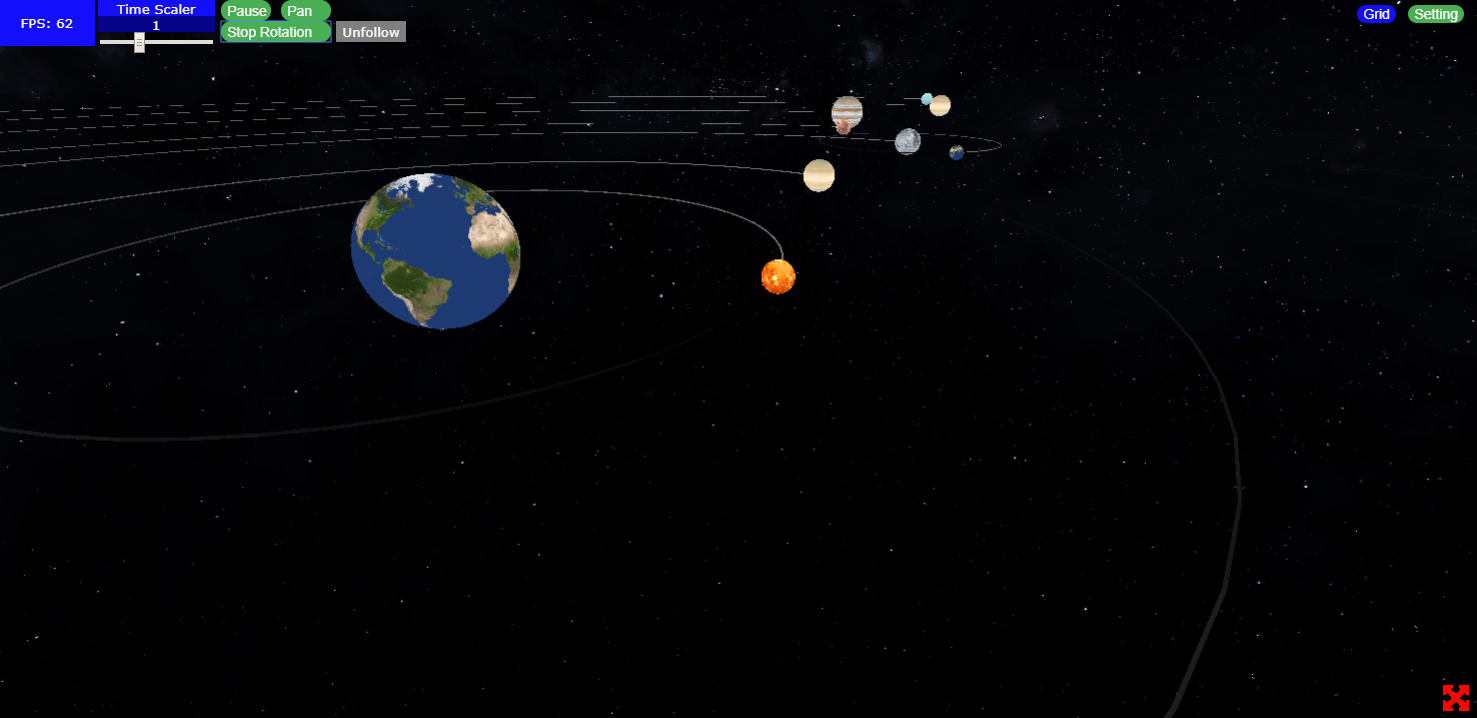 FPS: 62
Time Scaler
1
Pause
Pan
Stop Rotation
Unfollow
Grid
Setting